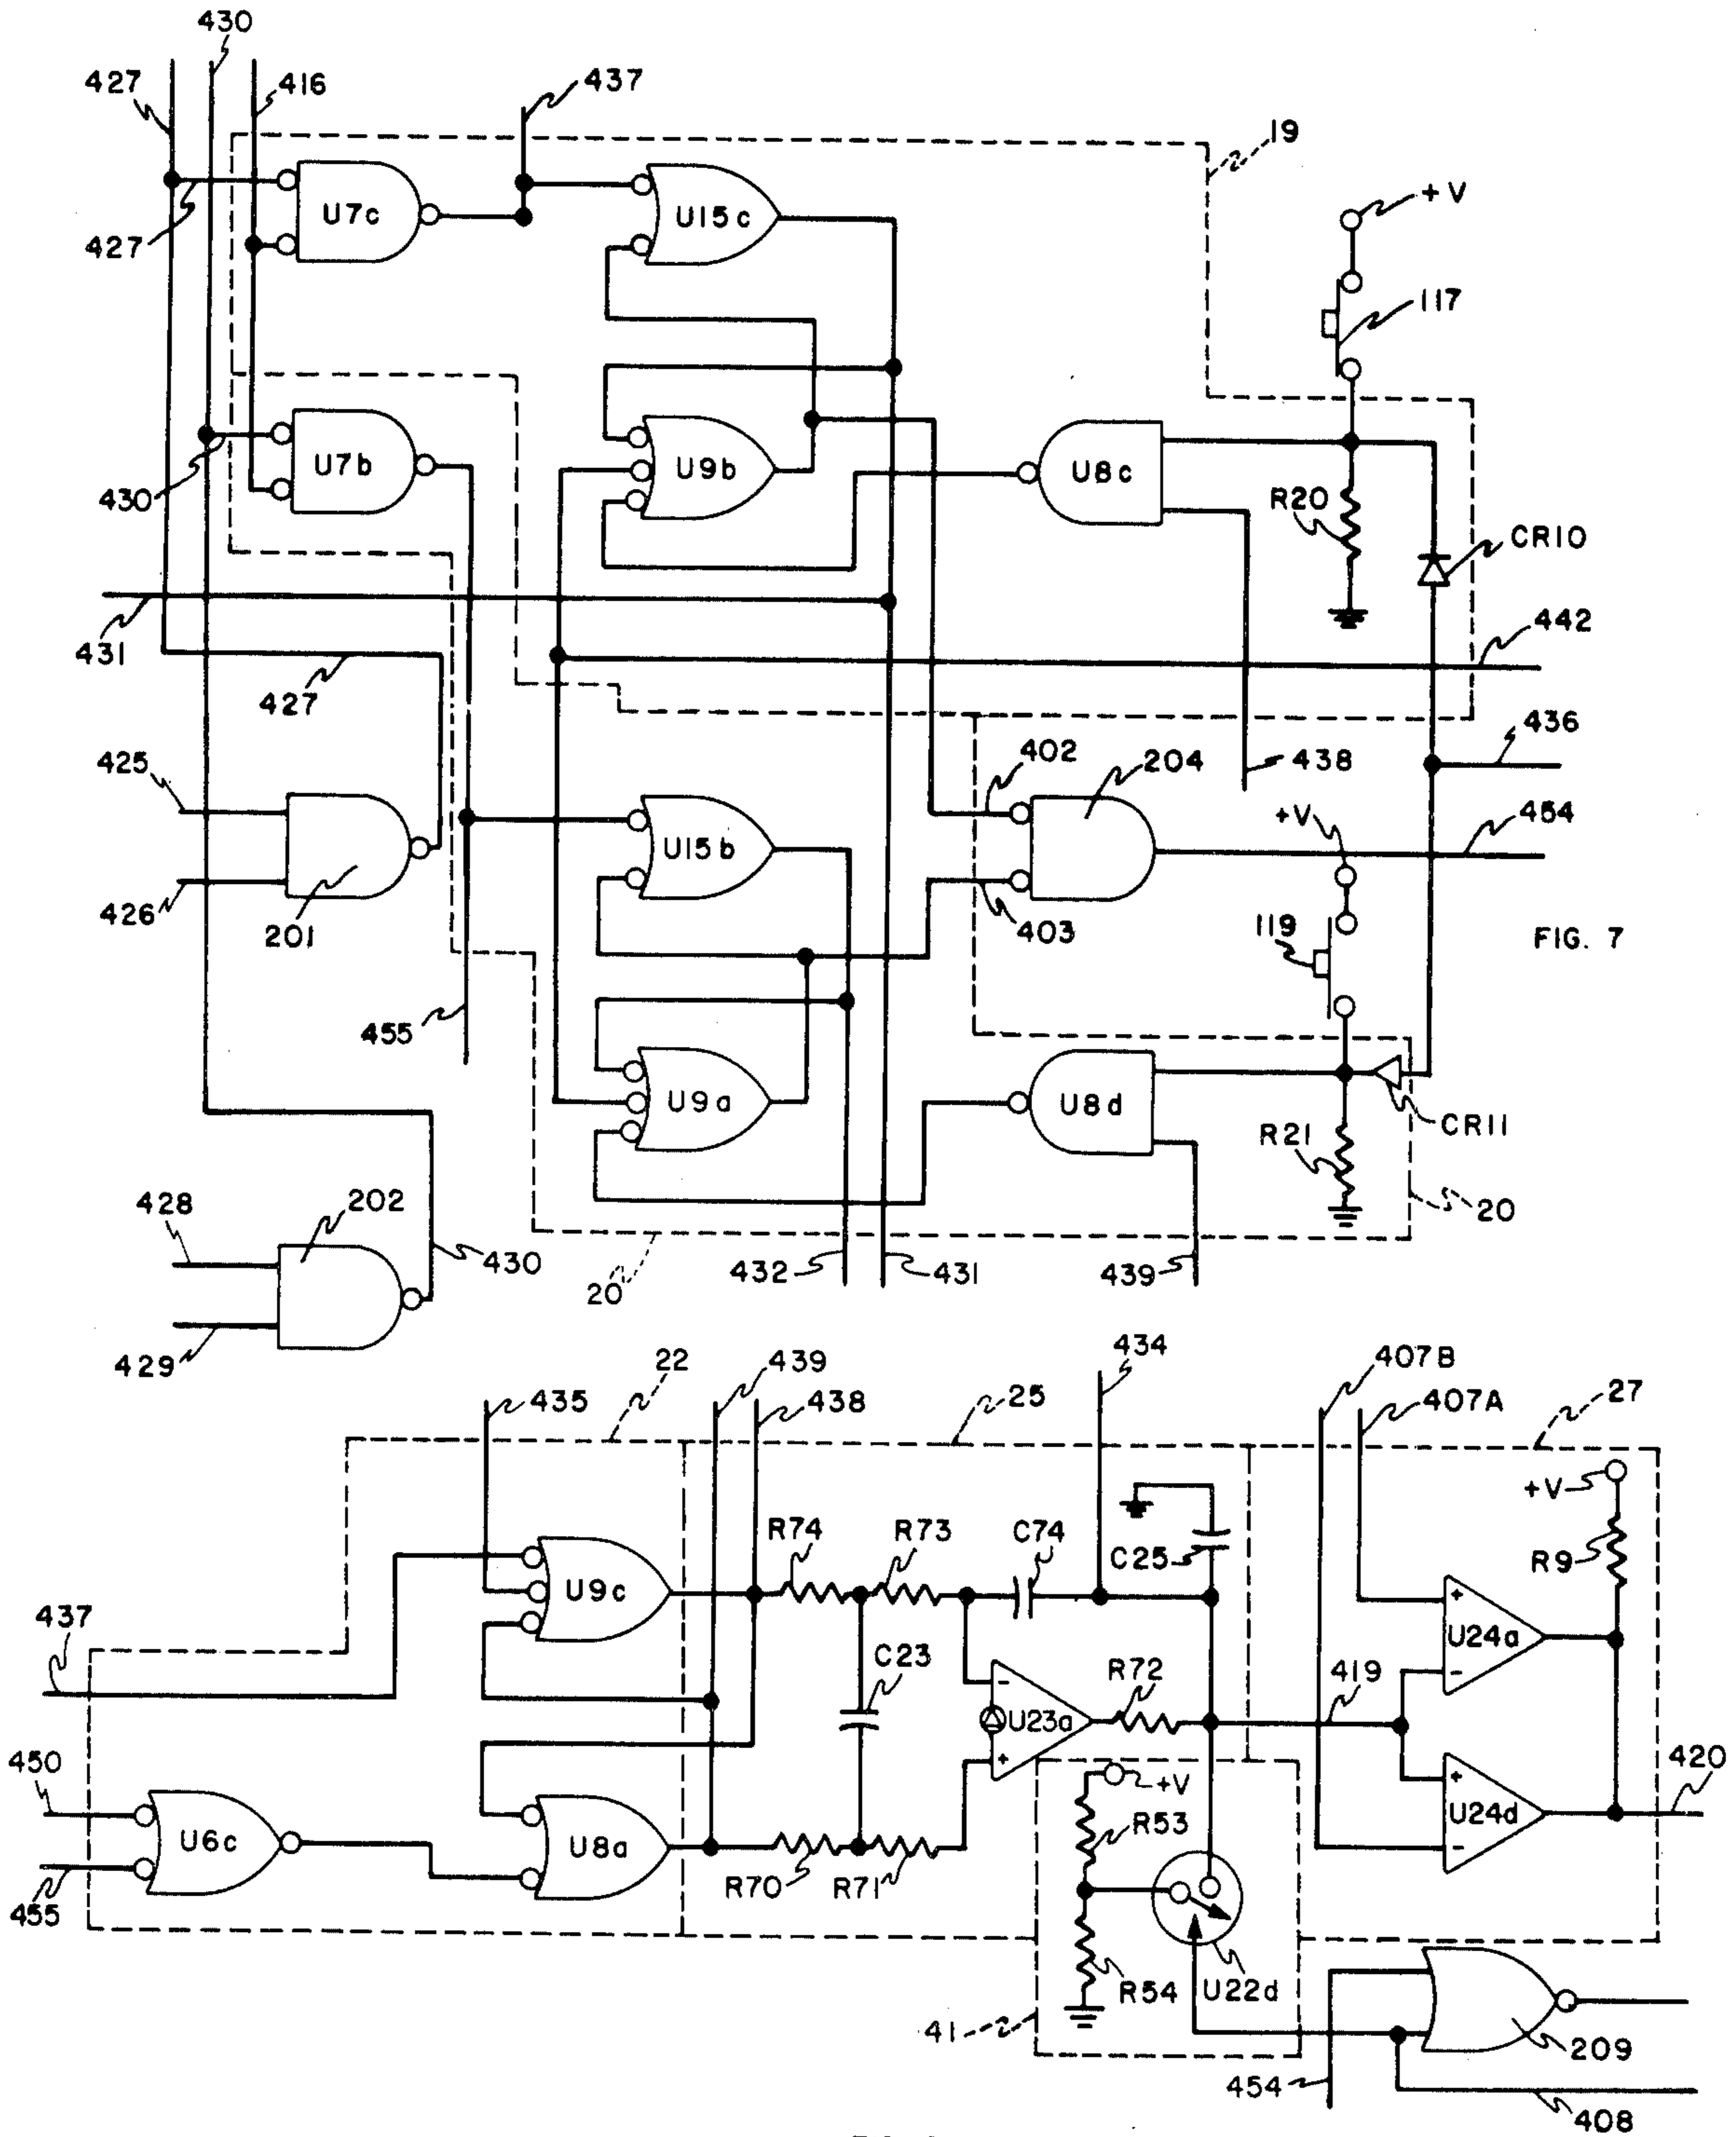 430
427
416
437
19
U7c
U15c
+V
427
117
U7b
U9b
U8c
430
R20
CR10
431
442
427
436
425
402
204
438
454
+V
U15b
426
201
403
119
FIG. 7
455
U9a
U8d
CR11
R21
428
202
20
430
432
431
439
20
429
22
439
434
407B
435
438
25
407A
27
+V
R74
R73
C74
C25
R9
U9c
437
U24a
C23
R72
419
U23a
450
+V
420
R53
U24d
U6c
U8a
R70
R71
455
R54
U22d
41
209
454
408